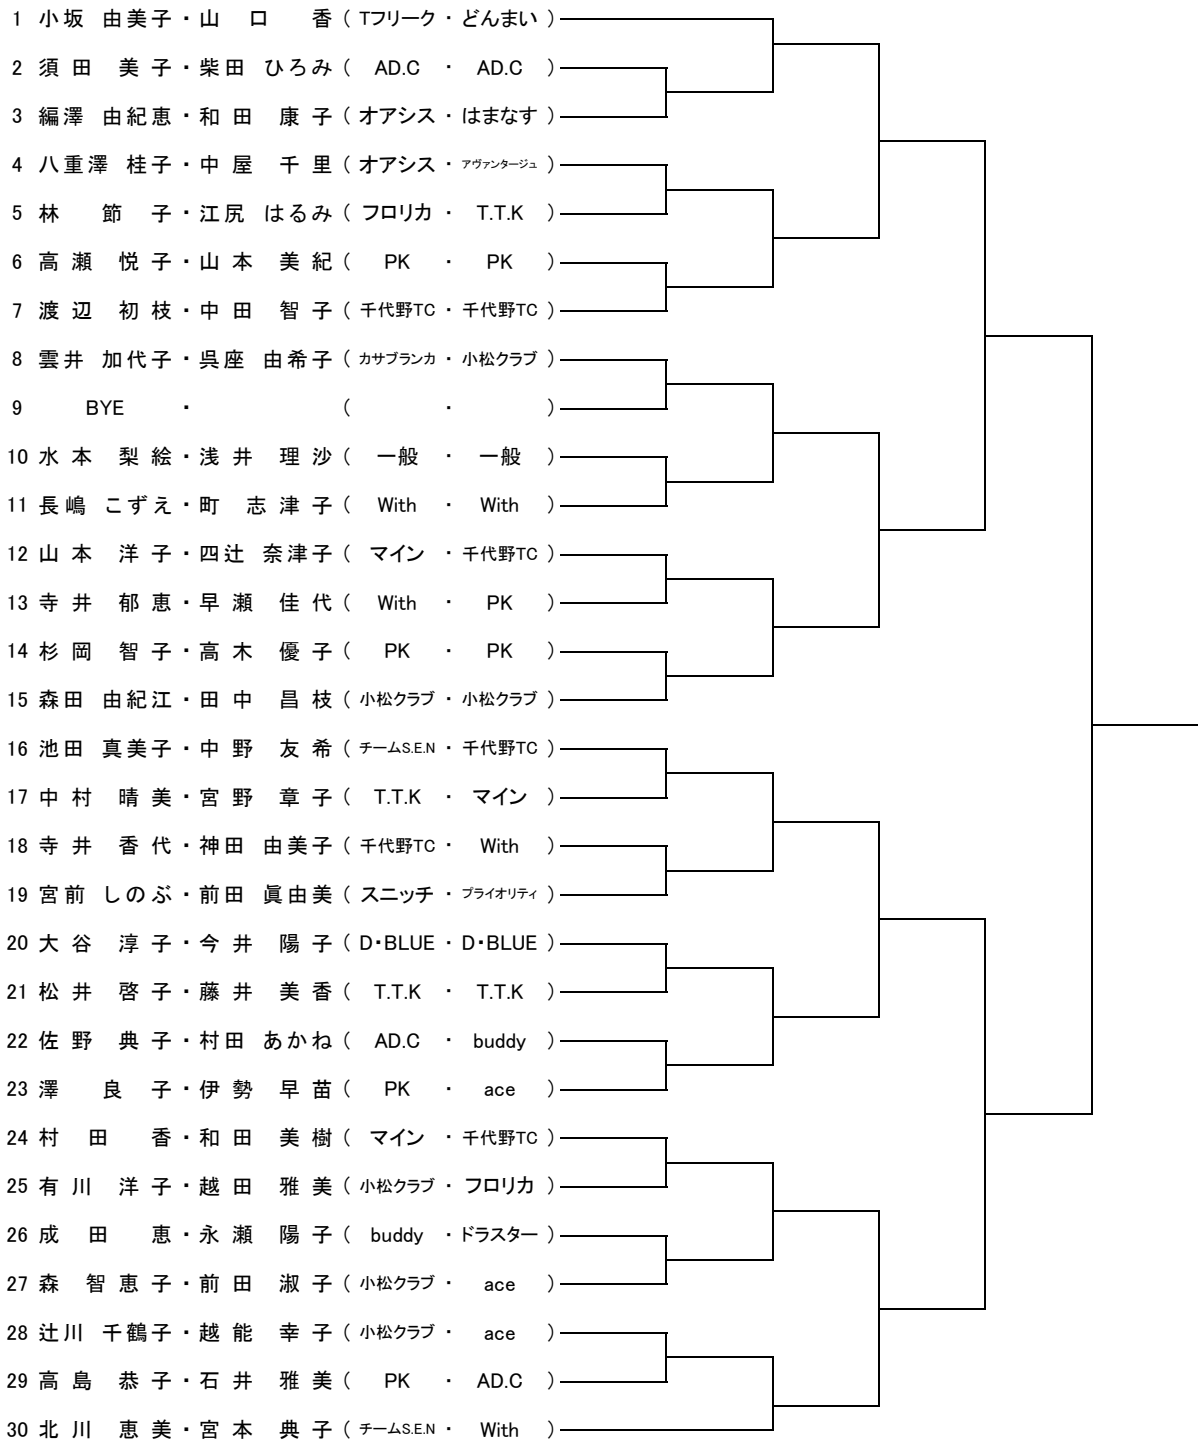 1 小坂 由美子・山口 香 ( Tフリーク ・ どんまい )
2 須田 美子・柴田 ひろみ ( AD.C ・ AD.C )
3 編澤 由紀恵・和田 康子 ( オアシス ・ はまなす )
4 八重澤 桂子・中屋 千里 ( オアシス ・ アヴァンタージュ )
5 林 節子・江尻 はるみ ( フロリカ ・ T.T.K )
6 高瀬 悦子・山本 美紀 ( PK ・ PK )
7 渡辺 初枝・中田 智子 ( 千代野TC ・ 千代野TC )
8 雲井 加代子・呉座 由希子 ( カサブランカ ・ 小松クラブ )
9 BYE ・ ( ・ )
10 水本 梨絵・浅井 理沙 ( 一般 ・ 一般 )
11 長嶋 こずえ・町 志津子 ( With ・ With )
12 山本 洋子・四辻 奈津子 ( マイン ・ 千代野TC )
13 寺井 郁恵・早瀬 佳代 ( With ・ PK )
14 杉岡 智子・高木 優子 ( PK ・ PK )
15 森田 由紀江・田中 昌枝 ( 小松クラブ ・ 小松クラブ )
16 池田 真美子・中野 友希 ( チームS.E.N ・ 千代野TC )
17 中村 晴美・宮野 章子 ( T.T.K ・ マイン )
18 寺井 香代・神田 由美子 ( 千代野TC ・ With )
19 宮前 しのぶ・前田 眞由美 ( スニッチ ・ プライオリティ )
20 大谷 淳子・今井 陽子 ( D・BLUE ・ D・BLUE )
21 松井 啓子・藤井 美香 ( T.T.K ・ T.T.K )
22 佐野 典子・村田 あかね ( AD.C ・ buddy )
23 澤 良子・伊勢 早苗 ( PK ・ ace )
24 村田 香・和田 美樹 ( マイン ・ 千代野TC )
25 有川 洋子・越田 雅美 ( 小松クラブ ・ フロリカ )
26 成田 恵・永瀬 陽子 ( buddy ・ ドラスター )
27 森 智恵子・前田 淑子 ( 小松クラブ ・ ace )
28 辻川 千鶴子・越能 幸子 ( 小松クラブ ・ ace )
29 高島 恭子・石井 雅美 ( PK ・ AD.C )
30 北川 恵美・宮本 典子 ( チームS.E.N ・ With )